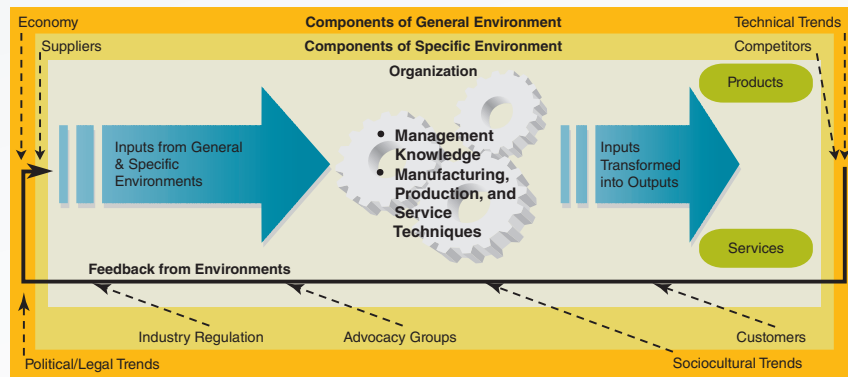 Economy
Components of General Environment
Technical Trends
Suppliers
Components of Specific Environment
Competitors
Organization
Products
Inputs from General
& Specific
Environments
• Management
Knowledge
• Manufacturing,
Production, and
Service
Techniques
Inputs
Transformed
into Outputs
Services
Feedback from Environments
Industry Regulation
Advocacy Groups
Customers
Political/Legal Trends
Sociocultural Trends